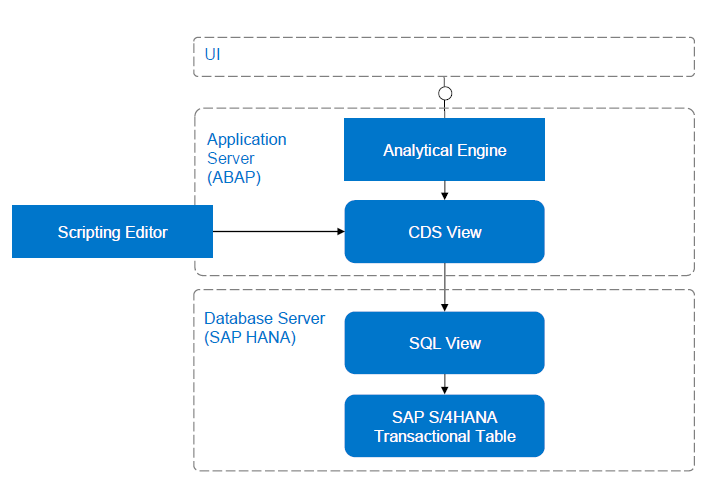 UI
Application
Server
(ABAP)
Analytical Engine
Scripting Editor
CDS View
Database Server
(SAP HANA)
SQL View
SAP S/4HANA
Transactional Table